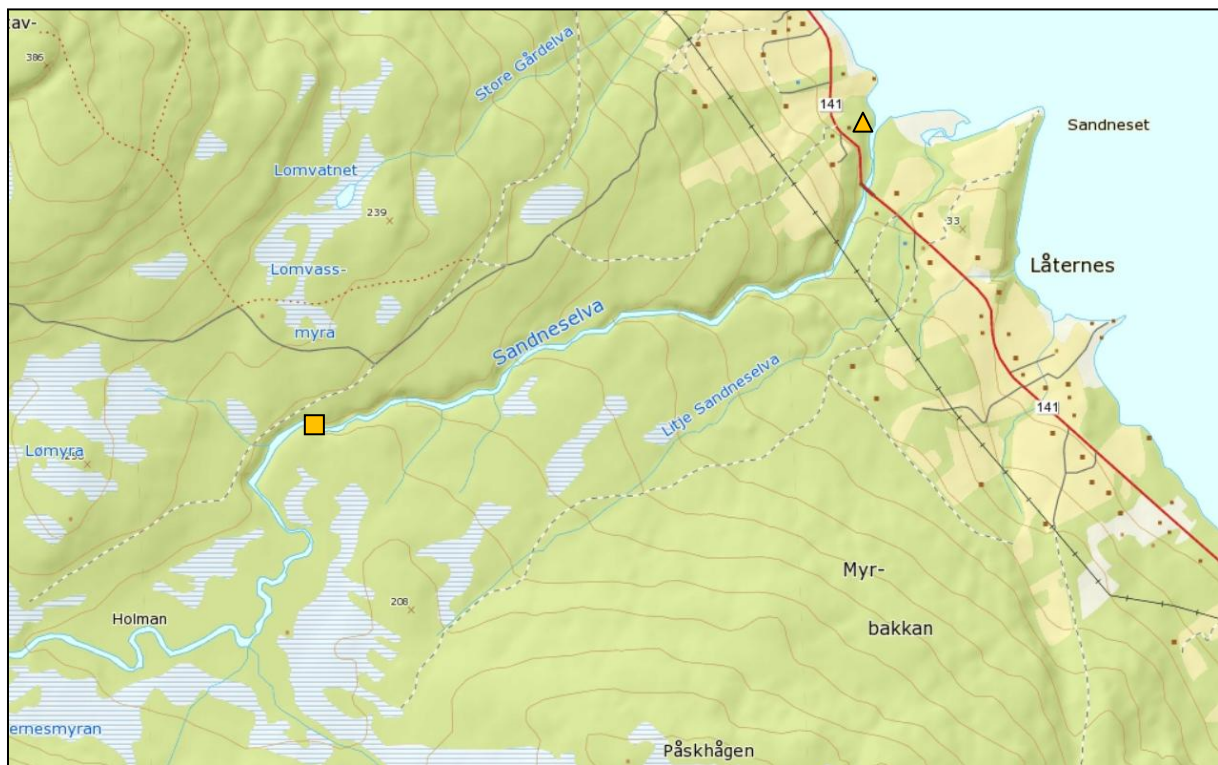 tav-
386
Store Gårdelva
141
Sandneset
Lomvatnet
239
33
Lomvass-
Låternes
myra
Sandneselva
Litje Sandneselva
141
Lømyra
208
Myr-
Holman
bakkan
ernesmyran
Påskhågen